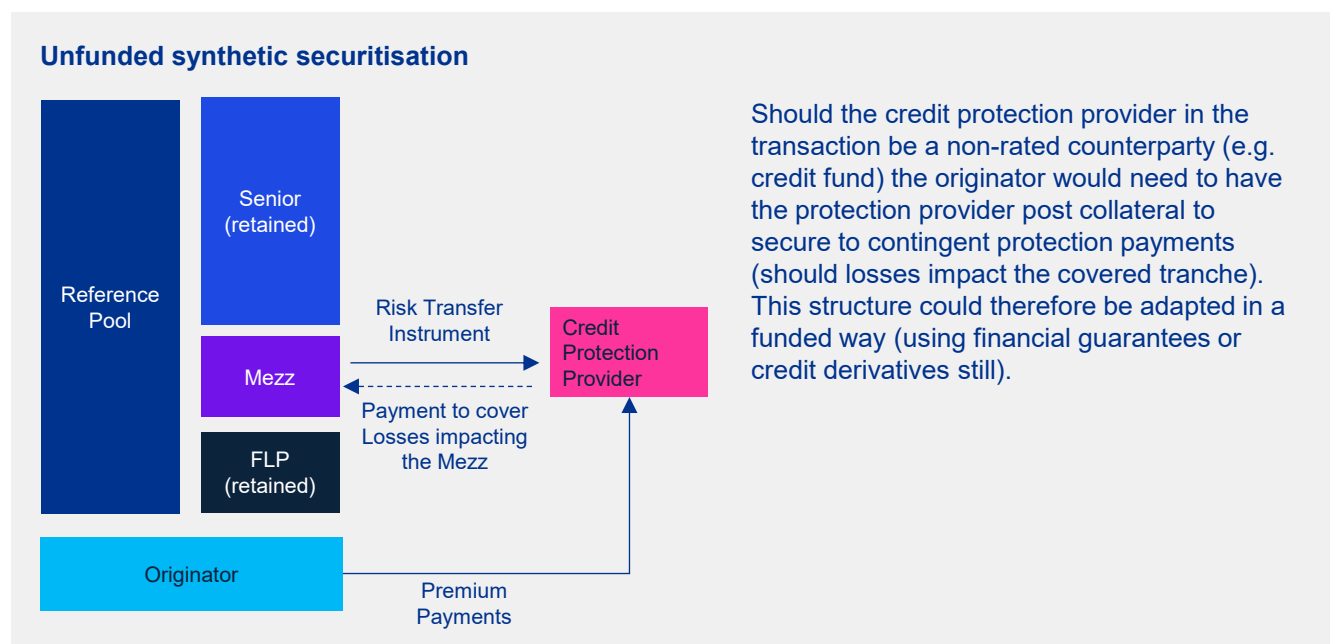 Unfunded synthetic securitisation
Reference
Pool
Senior
(retained)
Mezz
FLP
(retained)
Originator
Risk Transfer
Instrument
Payment to cover
Losses impacting
the Mezz
Credit
Protection
Provider
Premium
Payments
Should the credit protection provider in the
transaction be a non-rated counterparty (e.g.
credit fund) the originator would need to have
the protection provider post collateral to
secure to contingent protection payments
(should losses impact the covered tranche).
This structure could therefore be adapted in a
funded way (using financial guarantees or
credit derivatives still).